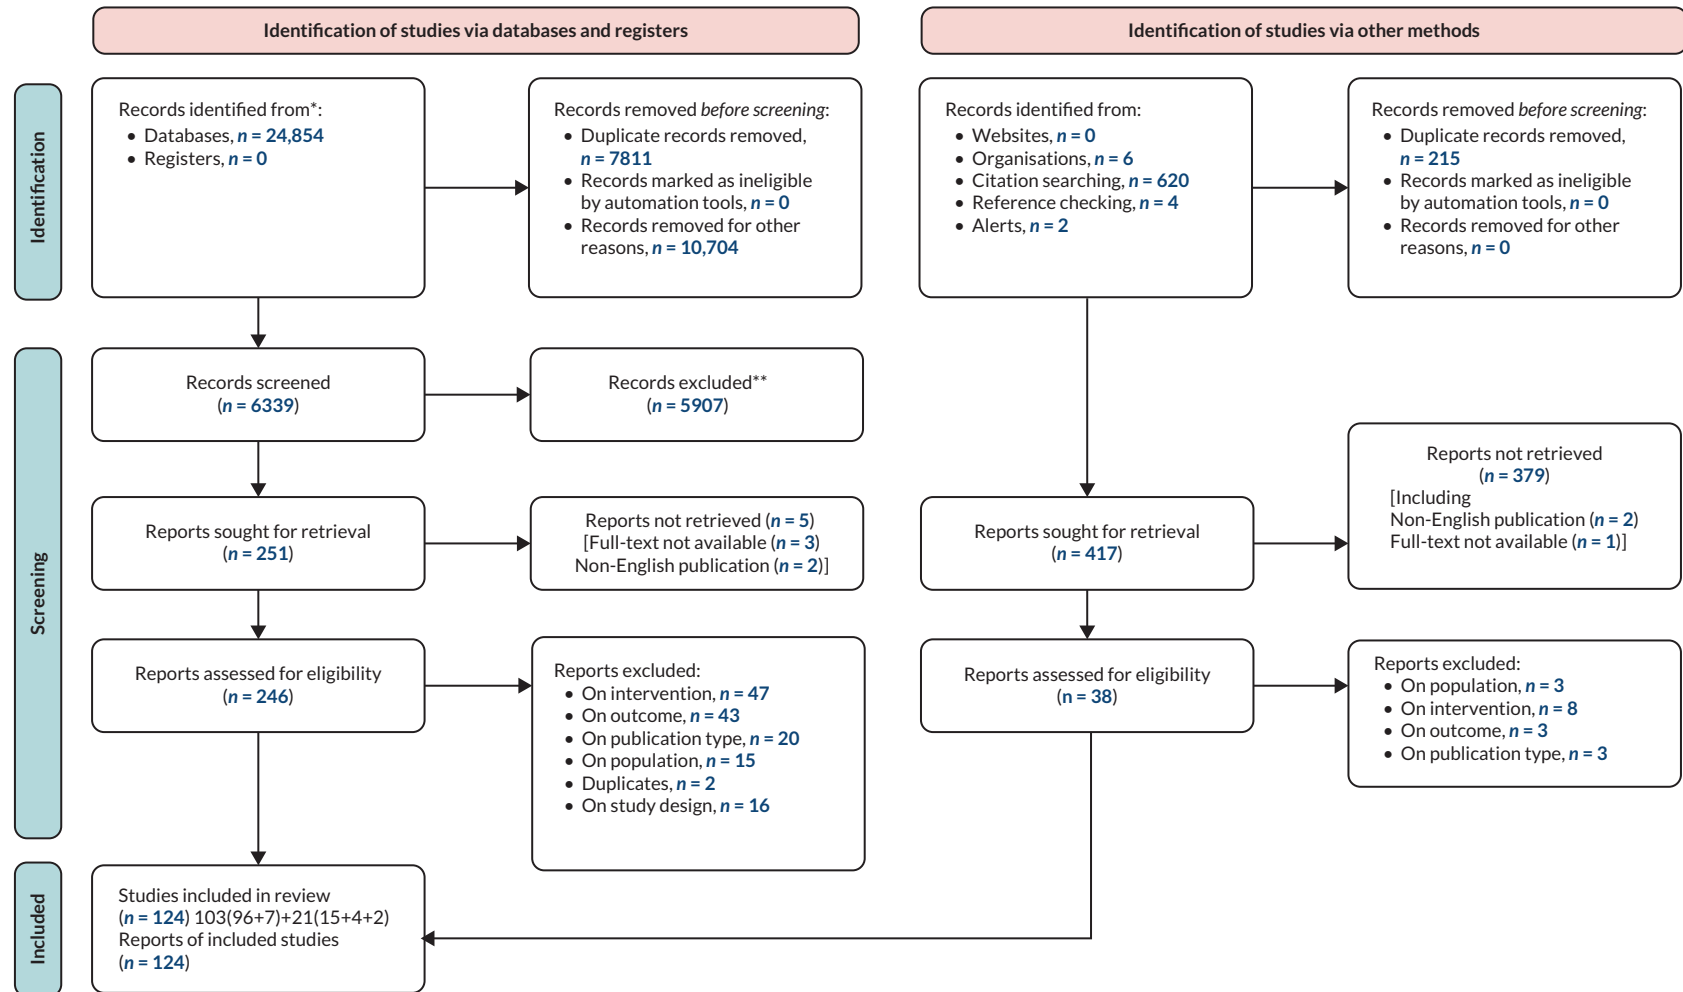 Identification of studies via databases and registers
Identification of studies via other methods
Identification
Records identified from*:
• Databases, n = 24,854
• Registers, n = 0
Records removed before screening:
• Duplicate records removed,
n = 7811
• Records marked as ineligible
by automation tools, n = 0
• Records removed for other
reasons, n = 10,704
Records identified from:
• Websites, n = 0
• Organisations, n = 6
• Citation searching, n = 620
• Reference checking, n = 4
• Alerts, n = 2
Records removed before screening:
• Duplicate records removed,
n = 215
• Records marked as ineligible
by automation tools, n = 0
• Records removed for other
reasons, n = 0
Screening
Records screened
(n = 6339)
Records excluded**
(n = 5907)
Reports sought for retrieval
(n = 251)
Reports not retrieved (n = 5)
[Full-text not available (n = 3)
Non-English publication (n = 2)]
Reports sought for retrieval
(n = 417)
Reports not retrieved
(n = 379)
[Including
Non-English publication (n = 2)
Full-text not available (n = 1)]
Reports assessed for eligibility
(n = 246)
Reports excluded:
• On intervention, n = 47
• On outcome, n = 43
• On publication type, n = 20
• On population, n = 15
• Duplicates, n = 2
• On study design, n = 16
Reports assessed for eligibility
(n = 38)
Reports excluded:
• On population, n = 3
• On intervention, n = 8
• On outcome, n = 3
• On publication type, n = 3
Included
Studies included in review
(n = 124) 103(96+7)+21(15+4+2)
Reports of included studies
(n = 124)